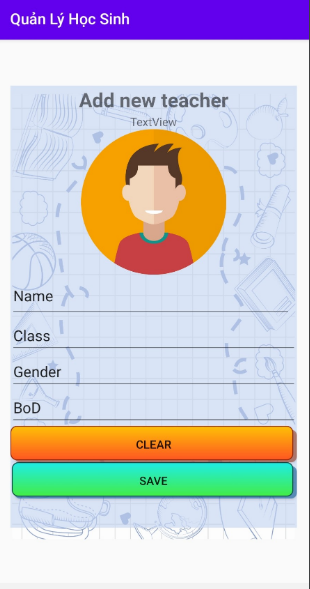 Quản Lý Học Sinh
Add new teacher
TextView
Name
Class
Gender
BoD
CLEAR
SAVE